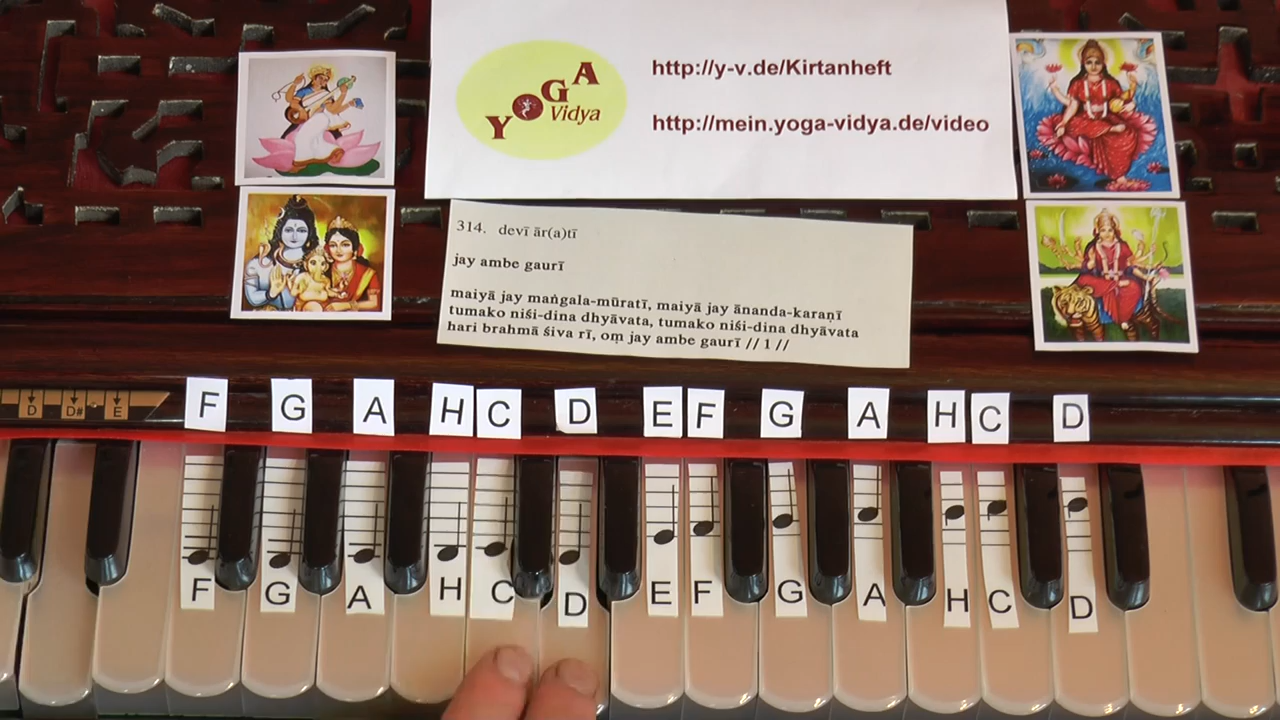 YOGA
Vidya
http://y-v.de/Kirtanheft
http://mein.yoga-vidya.de/video
314. devī ār(a)tī
jay ambe gaurī
maiyā jay maṅgala-mūratī, maiyā jay ānanda-karaṇī
tumako niśi-dina dhyāvata, tumako niśi-dina dhyāvata
hari brahmā śiva rī, oṃ jay ambe gaurī // 1 //
D D# E
F G A H C D E F G A H C D
F G A H C D E F G A H C D